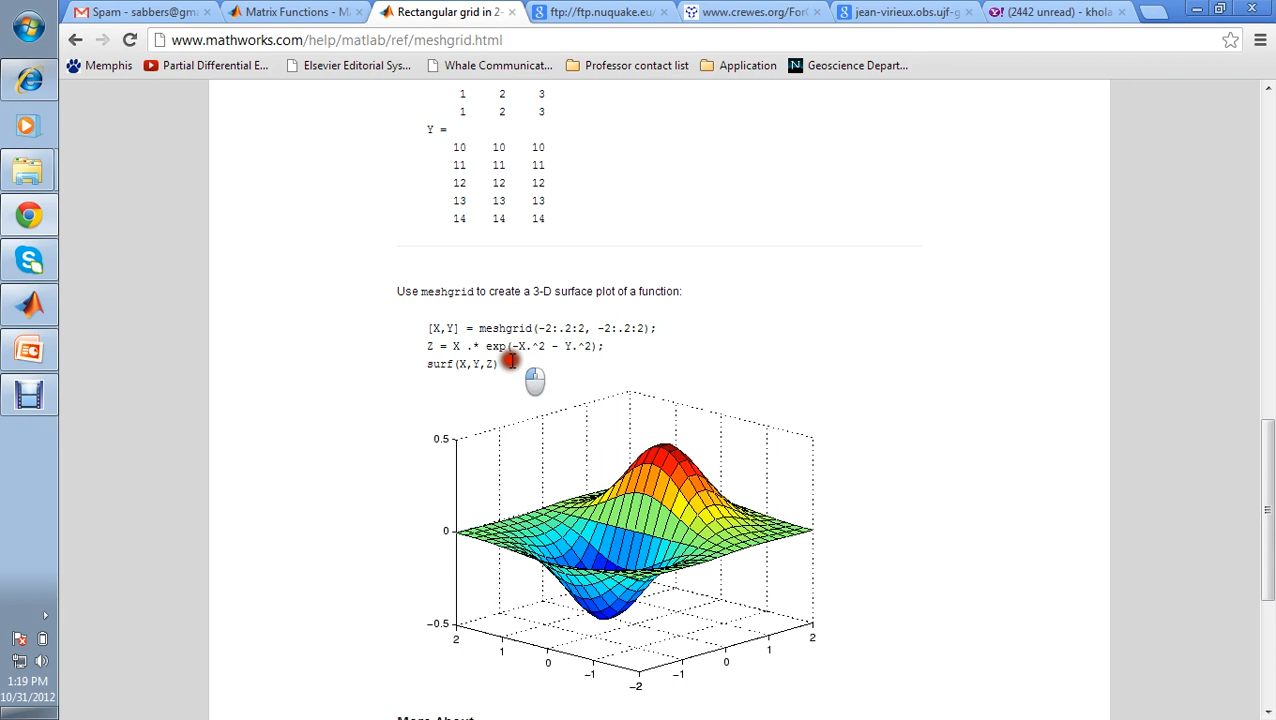 Spam - sabbers@gm
Matrix Functions - M
Rectangular grid in 2-
ftp://ftp.nuquake.eu/
www.crewes.org/For
jean-virieux.obs.ujf-g
(2442 unread) - khola
www.mathworks.com/help/matlab/ref/meshgrid.html
Memphis
Partial Differential E...
Elsevier Editorial Sys...
Whale Communicat...
Professor contact list
Application
Geoscience Depart...
1 2 3
1 2 3
Y =
10 10 10
11 11 11
12 12 12
13 13 13
14 14 14
Use meshgrid to create a 3-D surface plot of a function:
[X,Y] = meshgrid(-2:.2:2, -2:.2:2);
Z = X .* exp(-X.^2 - Y.^2);
surf(X,Y,Z)
0.5
0
−0.5
2
1
0
−1
−2
−1
0
1
2
1:19 PM
10/31/2012